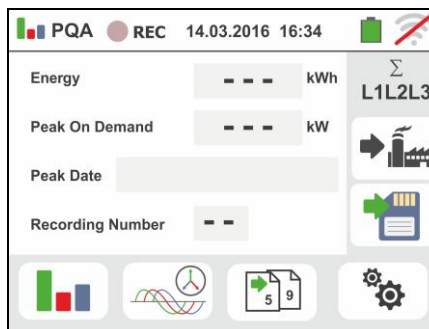 PQA REC 14.03.2016 16:34
Energy --- kWh
Σ
L1L2L3
Peak On Demand --- kW
Peak Date
Recording Number --
5 9